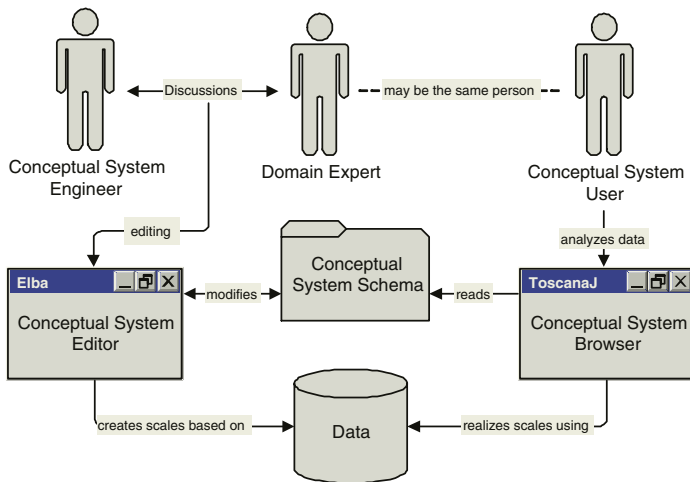 Discussions
may be the same person
Conceptual System
Engineer
Domain Expert
Conceptual System
User
editing
analyzes data
Elba
Conceptual System
Editor
modifies
Conceptual
System Schema
reads
ToscanaJ
Conceptual System
Browser
creates scales based on
Data
realizes scales using